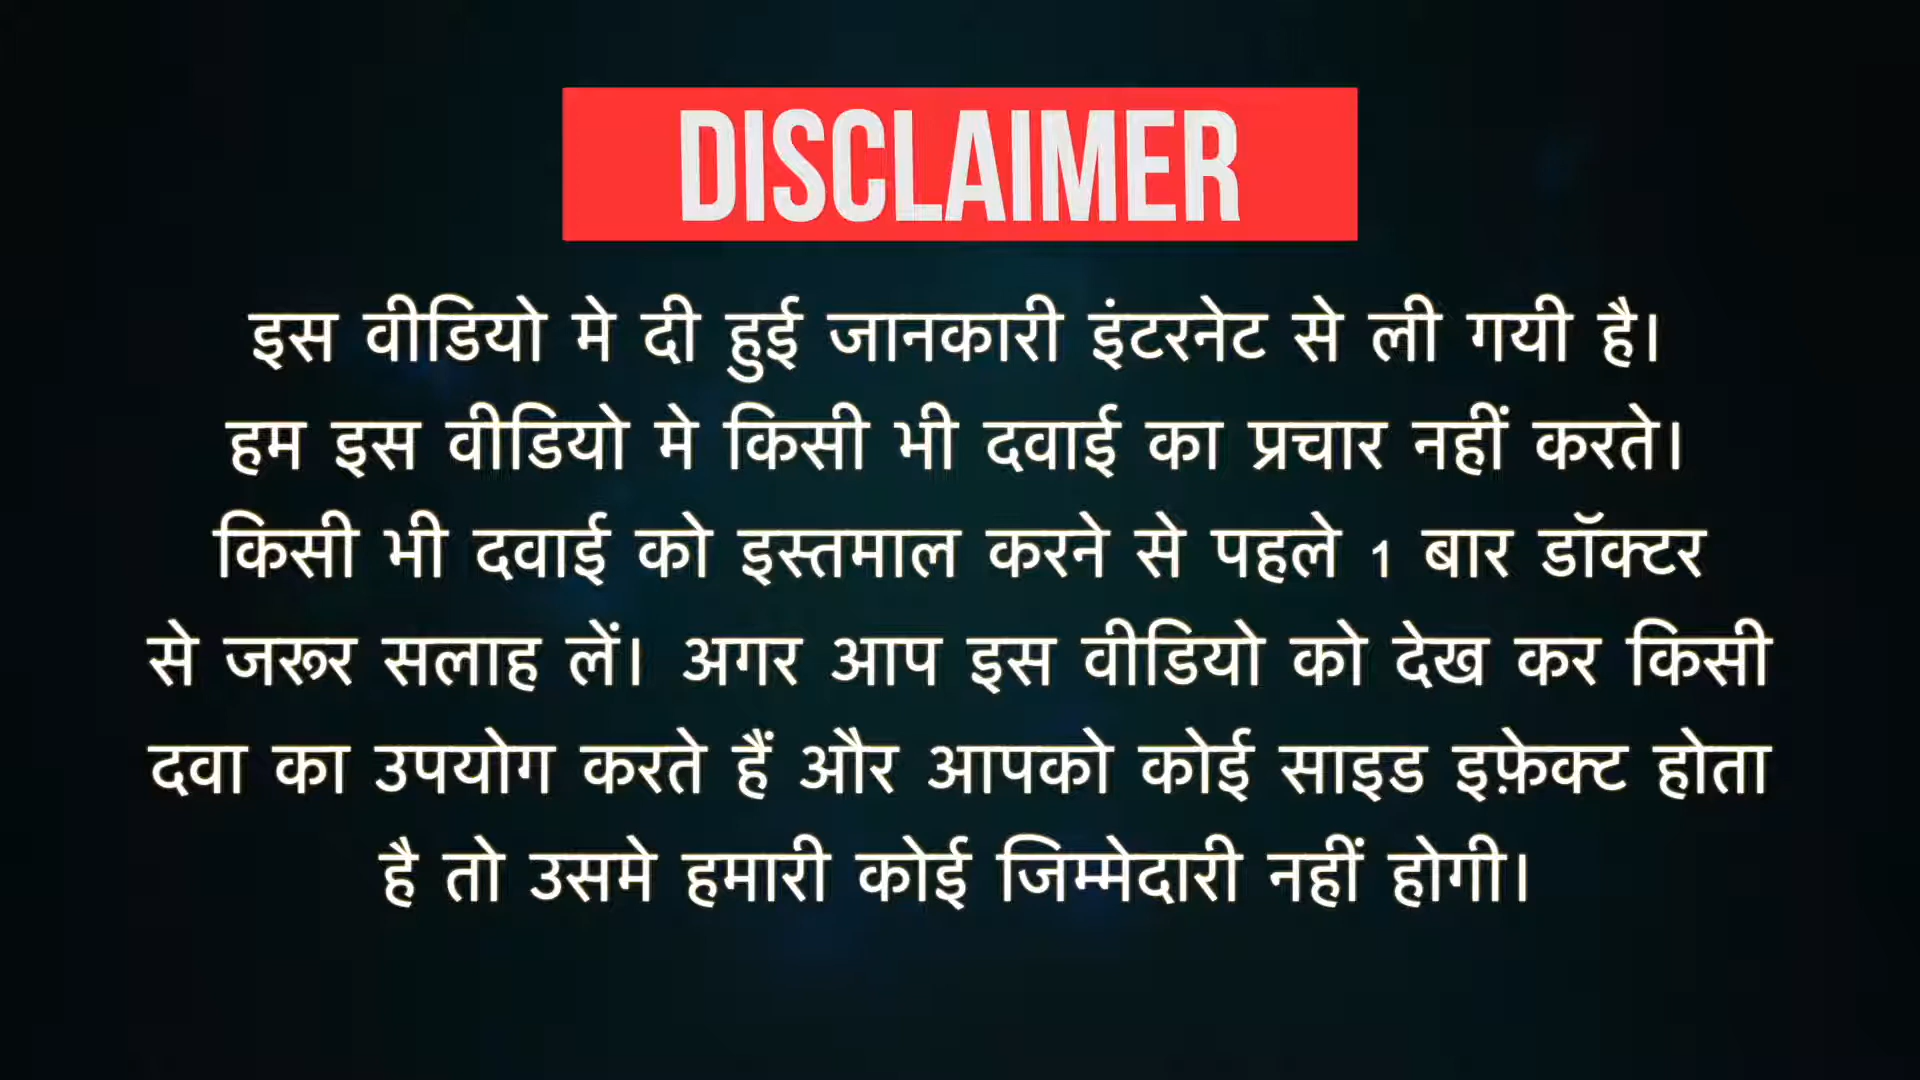 DISCLAIMER
इस वीडियो मे दी हुई जानकारी इंटरनेट से ली गयी है।
हम इस वीडियो मे किसी भी दवाई का प्रचार नहीं करते।
किसी भी दवाई को इस्तमाल करने से पहले 1 बार डॉक्टर
से जरूर सलाह लें। अगर आप इस वीडियो को देख कर किसी
दवा का उपयोग करते हैं और आपको कोई साइड इफ़ेक्ट होता
है तो उसमे हमारी कोई जिम्मेदारी नहीं होगी।